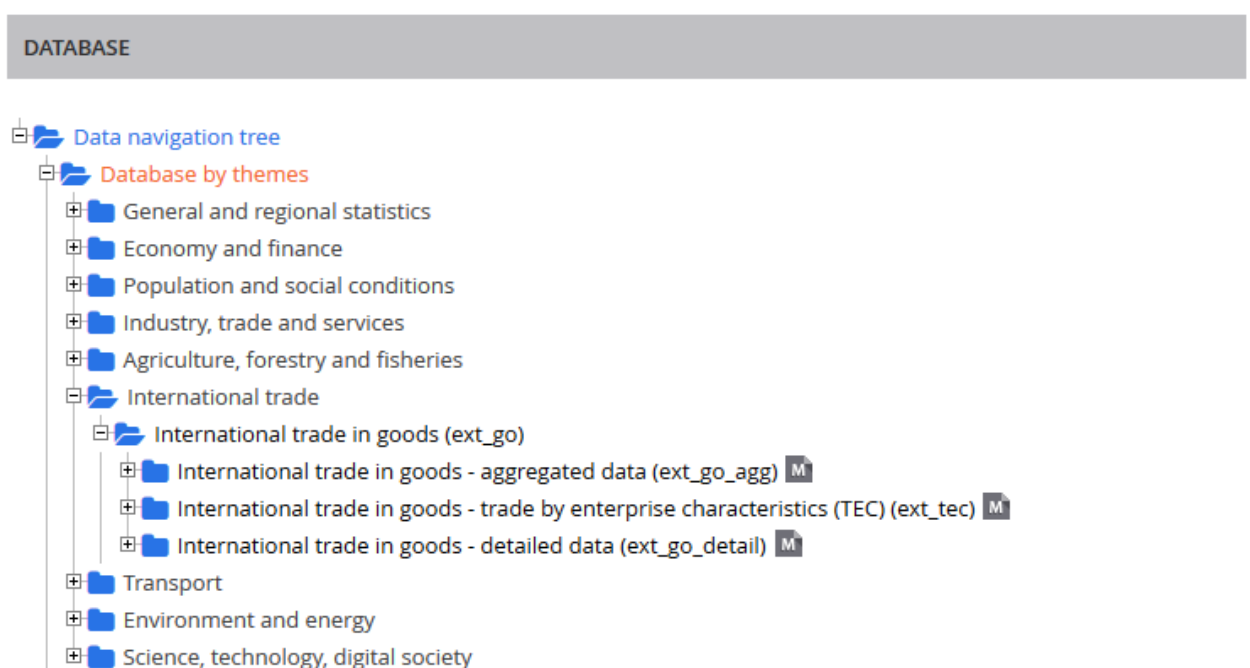 DATABASE
Data navigation tree
Database by themes
General and regional statistics
Economy and finance
Population and social conditions
Industry, trade and services
Agriculture, forestry and fisheries
International trade
International trade in goods (ext_go)
International trade in goods - aggregated data (ext_go_agg) M
International trade in goods - trade by enterprise characteristics (TEC) (ext_tec) M
International trade in goods - detailed data (ext_go_detail) M
Transport
Environment and energy
Science, technology, digital society